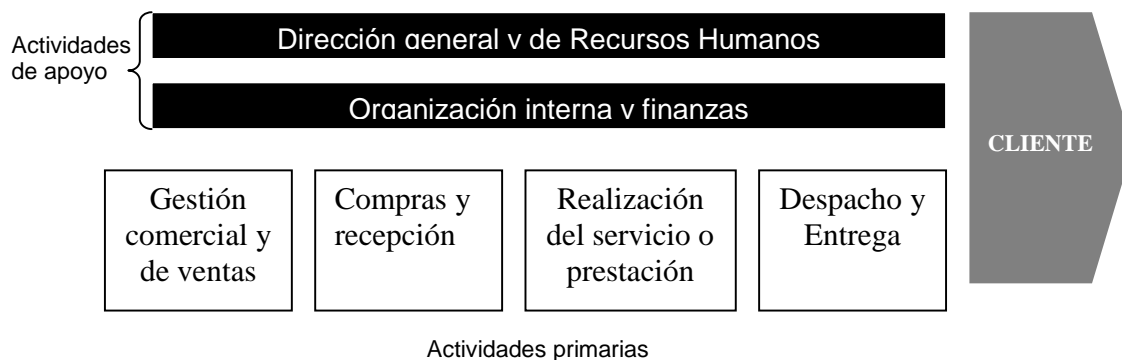 Actividades
de apoyo
Dirección general y de Recursos Humanos
Organización interna y finanzas
CLIENTE
Gestión
comercial y
de ventas
Compras y
recepción
Realización
del servicio o
prestación
Despacho y
Entrega
Actividades primarias